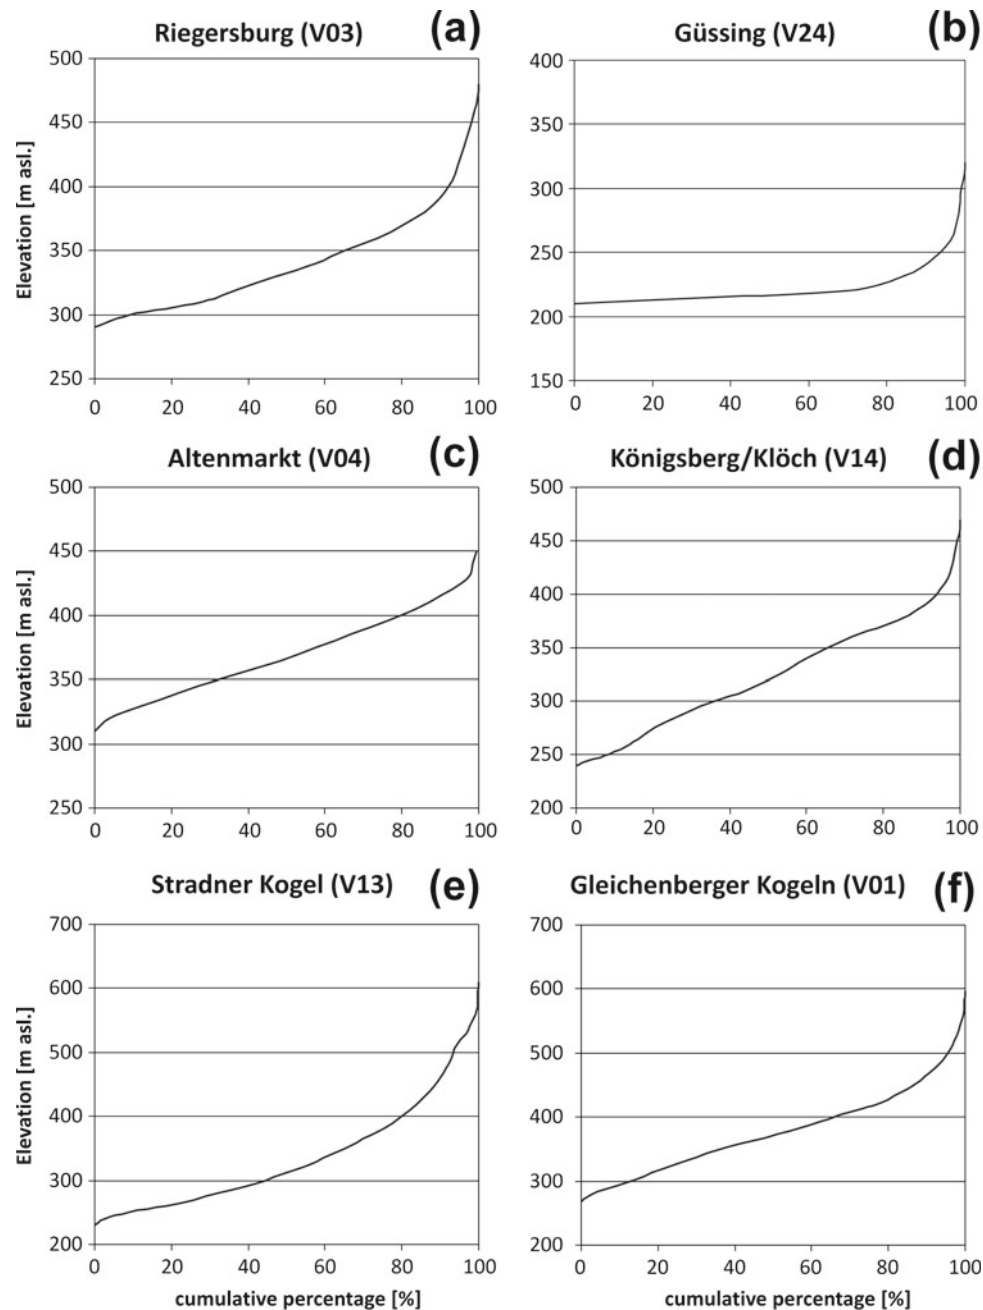 Riegersburg (V03) (a)
500
450
400
350
300
250
Elevation [m asl.]
0 20 40 60 80 100
Güssing (V24) (b)
400
350
300
250
200
150
0 20 40 60 80 100
Altenmarkt (V04) (c)
500
450
400
350
300
250
Elevation [m asl.]
0 20 40 60 80 100
Königsberg/Klöch (V14) (d)
500
450
400
350
300
250
200
0 20 40 60 80 100
Stradner Kogel (V13) (e)
700
600
500
400
300
200
Elevation [m asl.]
0 20 40 60 80 100
cumulative percentage [%]
Gleichenberger Kogeln (V01) (f)
700
600
500
400
300
200
0 20 40 60 80 100
cumulative percentage [%]